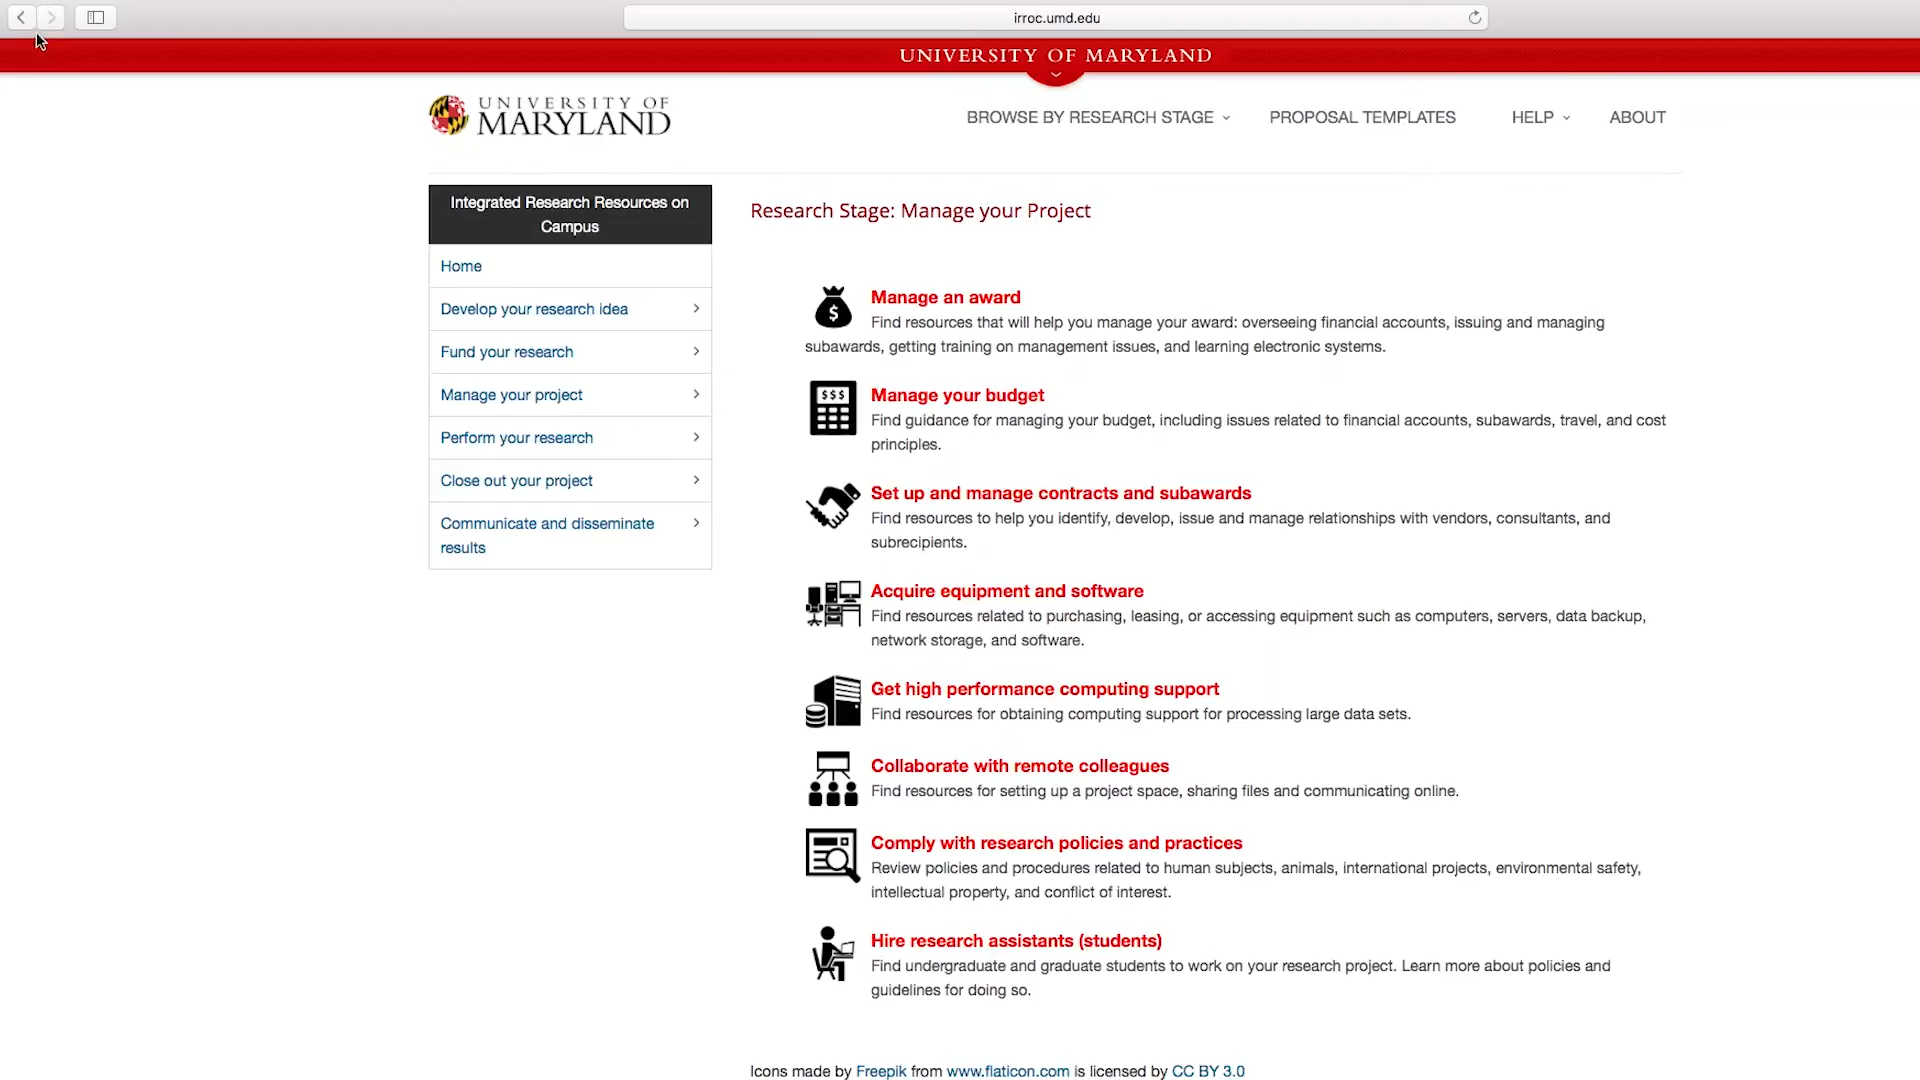 irroc.umd.edu
UNIVERSITY OF MARYLAND
UNIVERSITY OF
MARYLAND
BROWSE BY RESEARCH STAGE PROPOSAL TEMPLATES HELP ABOUT
Integrated Research Resources on
Campus
Home
Develop your research idea
Fund your research
Manage your project
Perform your research
Close out your project
Communicate and disseminate
results
Research Stage: Manage your Project
$
Manage an award
Find resources that will help you manage your award: overseeing financial accounts, issuing and managing
subawards, getting training on management issues, and learning electronic systems.
$$$
Manage your budget
Find guidance for managing your budget, including issues related to financial accounts, subawards, travel, and cost
principles.
Set up and manage contracts and subawards
Find resources to help you identify, develop, issue and manage relationships with vendors, consultants, and
subrecipients.
Acquire equipment and software
Find resources related to purchasing, leasing, or accessing equipment such as computers, servers, data backup,
network storage, and software.
Get high performance computing support
Find resources for obtaining computing support for processing large data sets.
Collaborate with remote colleagues
Find resources for setting up a project space, sharing files and communicating online.
Comply with research policies and practices
Review policies and procedures related to human subjects, animals, international projects, environmental safety,
intellectual property, and conflict of interest.
Hire research assistants (students)
Find undergraduate and graduate students to work on your research project. Learn more about policies and
guidelines for doing so.
Icons made by Freepik from www.flaticon.com is licensed by CC BY 3.0